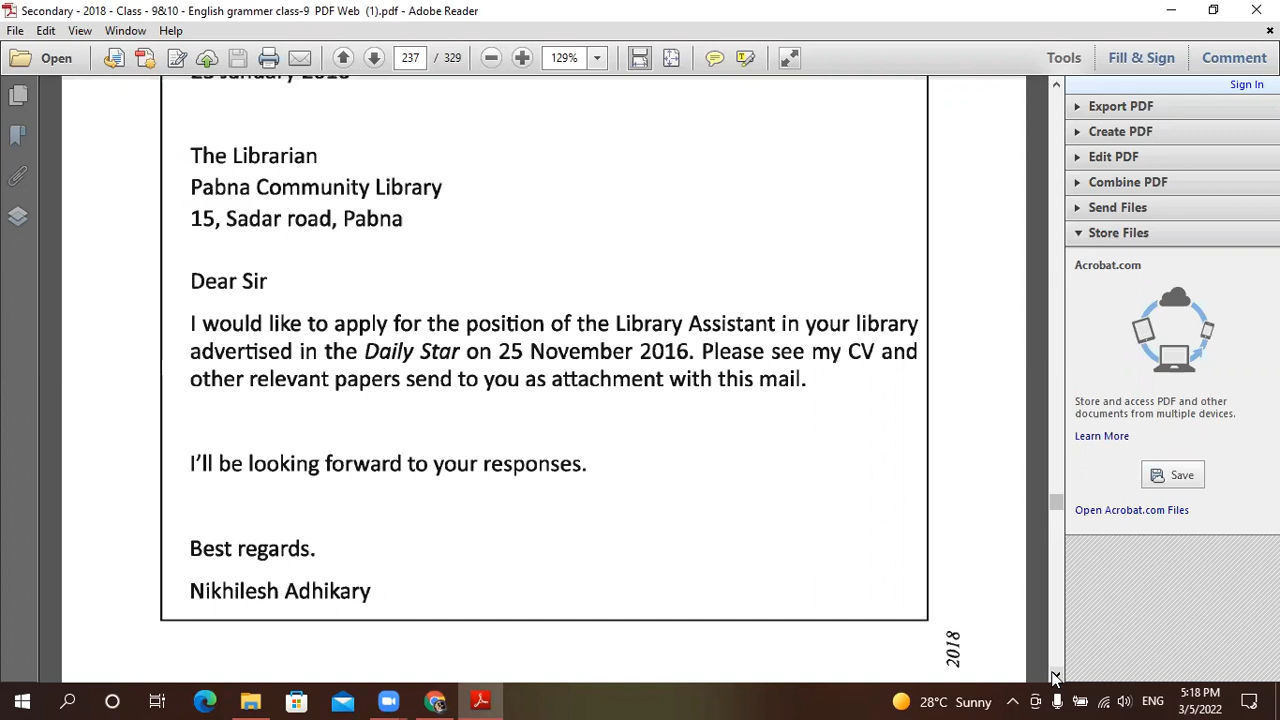 Secondary - 2018 - Class - 9&10 - English grammer class-9 PDF Web (1).pdf - Adobe Reader
File Edit View Window Help
Open 237 / 329 129% Tools Fill & Sign Comment
Sign In
25 January 2018
Export PDF
Create PDF
Edit PDF
Combine PDF
Send Files
Store Files
Acrobat.com
Store and access PDF and other
documents from multiple devices.
Learn More
Save
Open Acrobat.com Files
The Librarian
Pabna Community Library
15, Sadar road, Pabna
Dear Sir
I would like to apply for the position of the Library Assistant in your library
advertised in the Daily Star on 25 November 2016. Please see my CV and
other relevant papers send to you as attachment with this mail.
I'll be looking forward to your responses.
Best regards.
Nikhilesh Adhikary
2018
28°C Sunny ENG 5:18 PM
3/5/2022